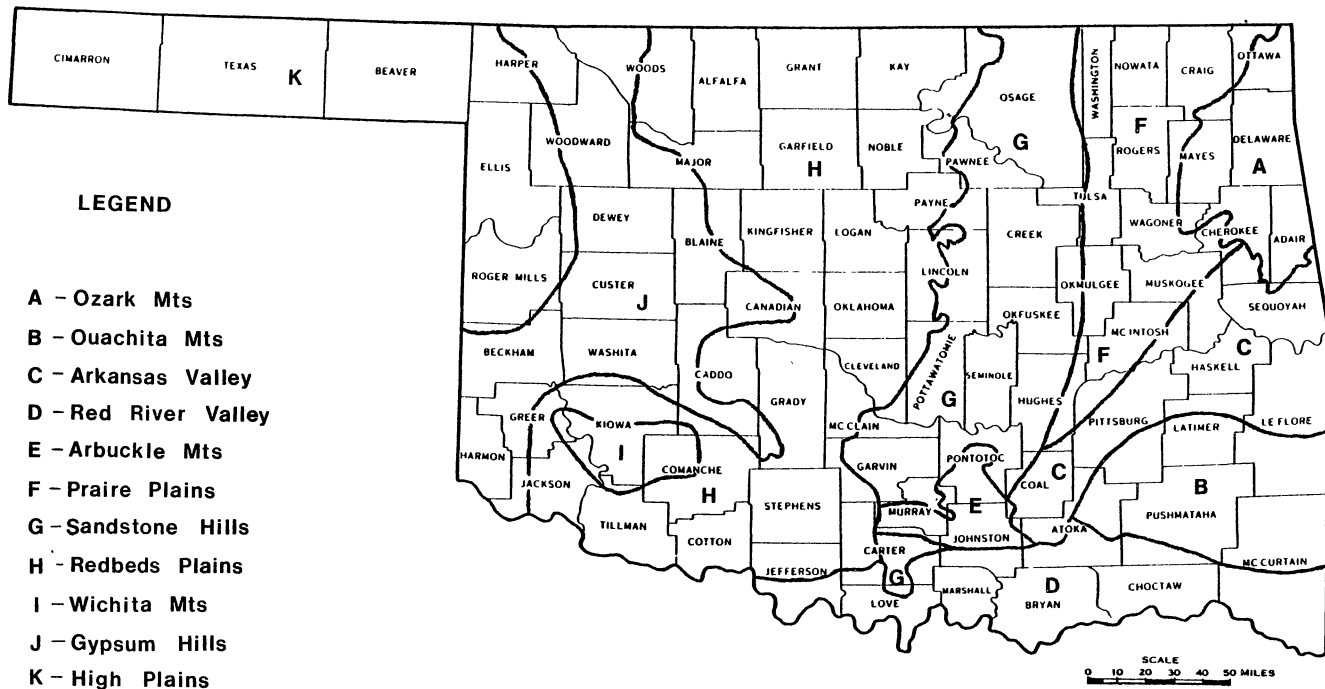 CIMARRON
TEXAS
K
BEAVER
HARPER
WOODS
ALFALFA
GRANT
KAY
OSAGE
WASHINGTON
NOWATA
CRAIG
OTTAWA
ELLIS
WOODWARD
MAJOR
GARFIELD
H
NOBLE
PAWNEE
G
F
ROGERS
MAYES
DELAWARE
A
DEWEY
BLAINE
KINGFISHER
LOGAN
PAYNE
CREEK
TULSA
WAGONER
CHEROKEE
ADAIR
ROGER MILLS
CUSTER
J
CANADIAN
OKLAHOMA
LINCOLN
OKMULGEE
MUSKOGEE
SEQUOYAH
BECKHAM
WASHITA
CADDO
GRADY
CLEVELAND
POTTAWATOMIE
SEMINOLE
OKFUSKEE
MC INTOSH
F
C
HASKELL
GREER
KIOWA
I
COMANCHE
H
MC CLAIN
G
HUGHES
PITTSBURG
LATIMER
LE FLORE
HARMON
JACKSON
TILLMAN
COTTON
STEPHENS
GARVIN
PONTOTOC
COAL
C
B
PUSHMATAHA
MURRAY
E
JOHNSTON
ATOKA
MC CURTAIN
JEFFERSON
CARTER
G
LOVE
MARSHALL
D
BRYAN
CHOCTAW
LEGEND
A - Ozark Mts
B - Ouachita Mts
C - Arkansas Valley
D - Red River Valley
E - Arbuckle Mts
F - Praire Plains
G - Sandstone Hills
H - Redbeds Plains
I - Wichita Mts
J - Gypsum Hills
K - High Plains
SCALE
0 10 20 30 40 50 MILES